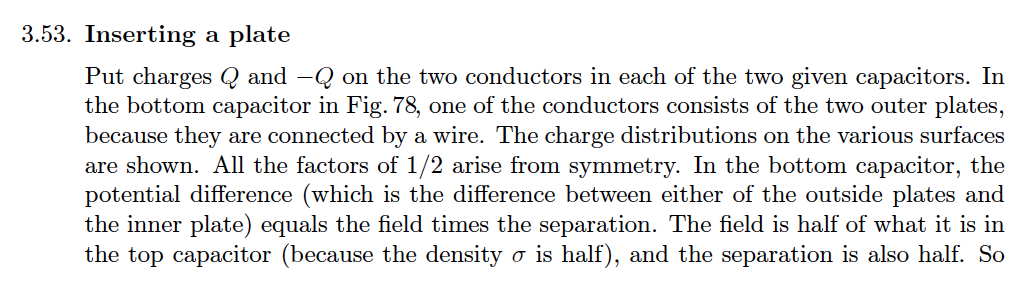 3.53. Inserting a plate
Put charges Q and −Q on the two conductors in each of the two given capacitors. In
the bottom capacitor in Fig. 78, one of the conductors consists of the two outer plates,
because they are connected by a wire. The charge distributions on the various surfaces
are shown. All the factors of 1/2 arise from symmetry. In the bottom capacitor, the
potential difference (which is the difference between either of the outside plates and
the inner plate) equals the field times the separation. The field is half of what it is in
the top capacitor (because the density σ is half), and the separation is also half. So